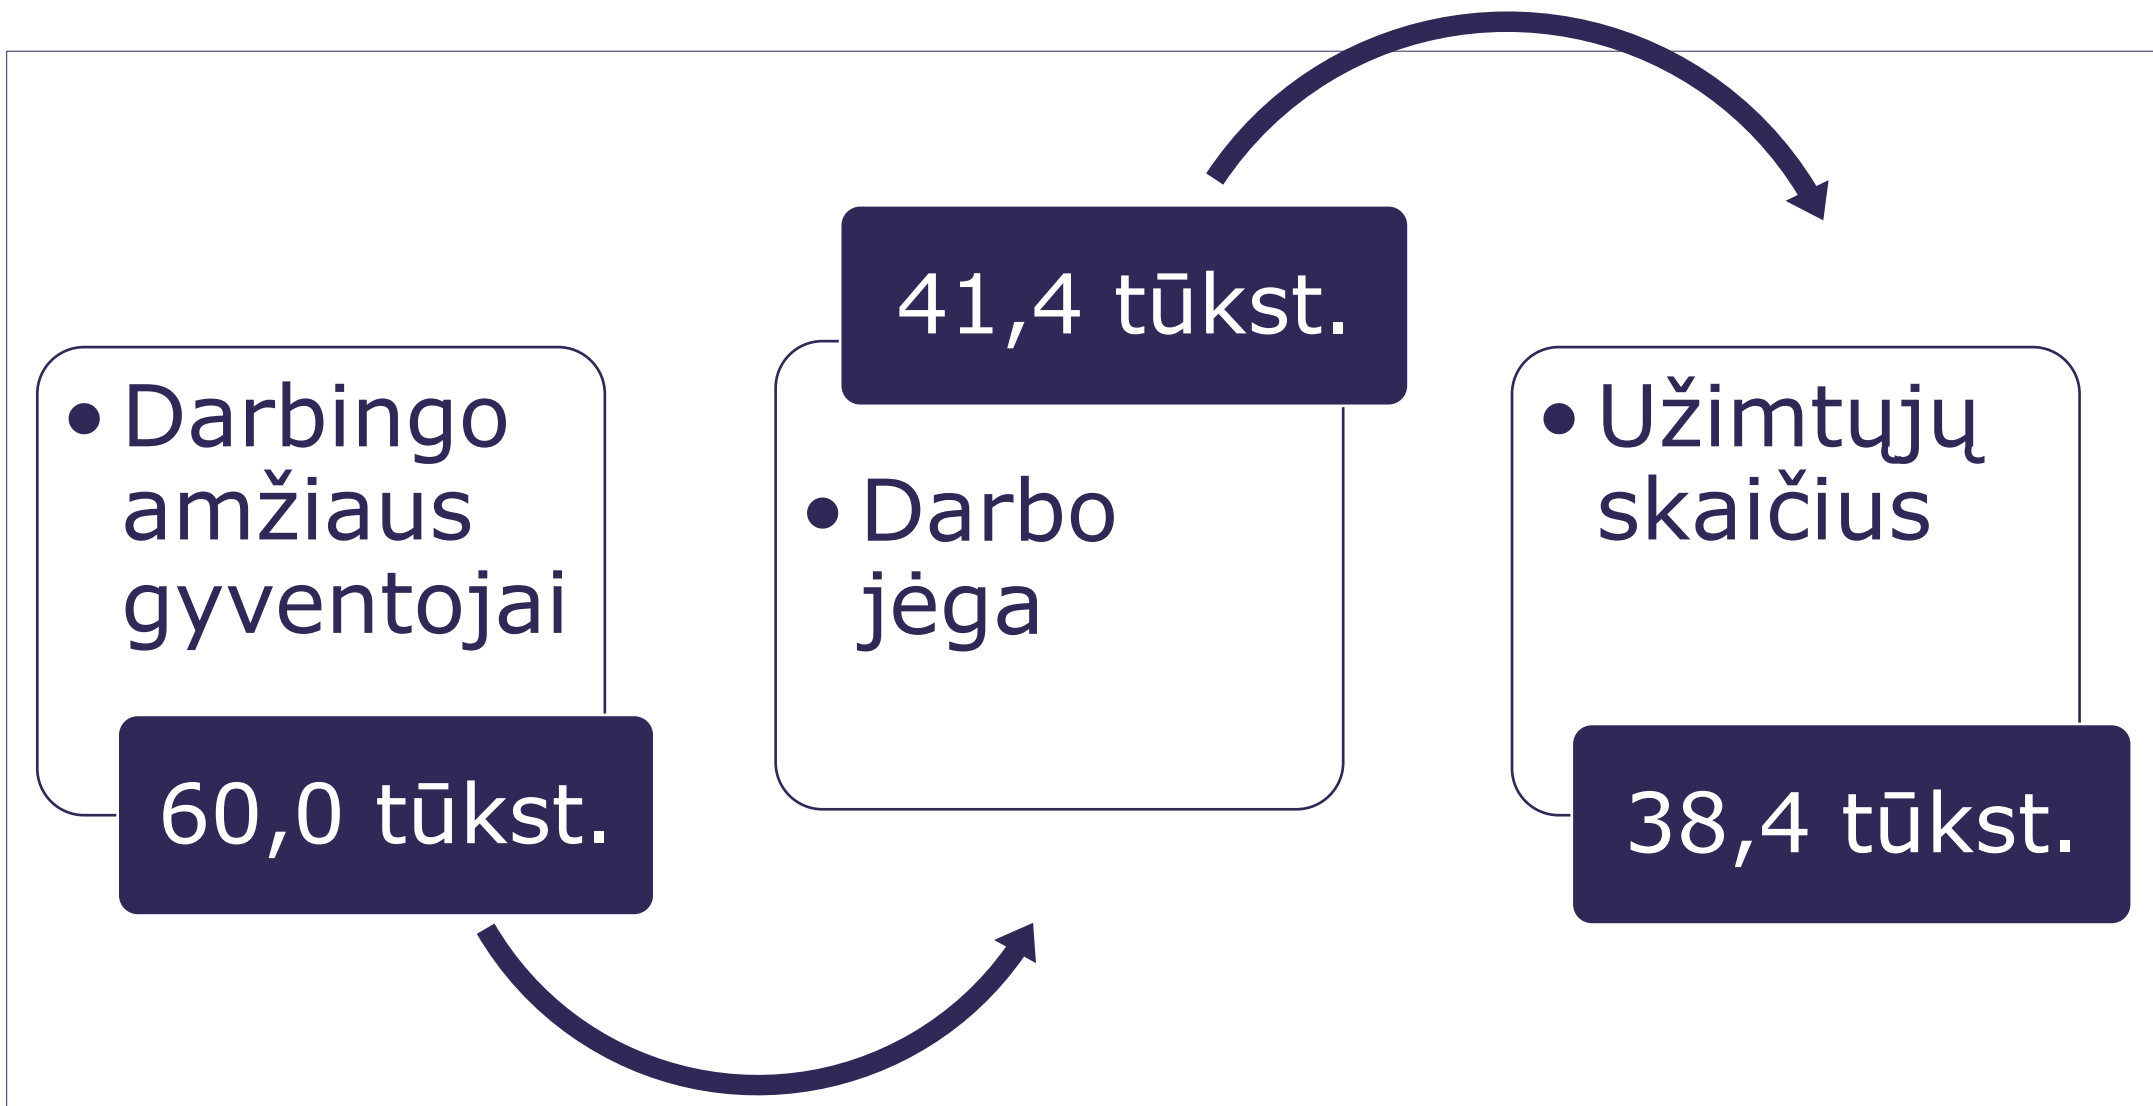 • Darbingo
amžiaus
gyventojai
60,0 tūkst.
41,4 tūkst.
• Darbo
jėga
• Užimtųjų
skaičius
38,4 tūkst.